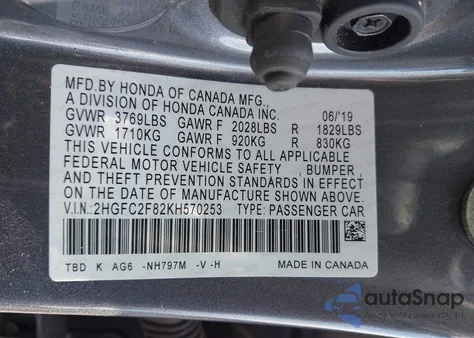 MFD. BY HONDA OF CANADA MFG.,
A DIVISION OF HONDA CANADA INC. 06/'19
GVWR 3769LBS GAWR F 2028LBS R 1829LBS
GVWR 1710KG GAWR F 920KG R 830KG
THIS VEHICLE CONFORMS TO ALL APPLICABLE
FEDERAL MOTOR VEHICLE SAFETY , BUMPER ,
AND THEFT PREVENTION STANDARDS IN EFFECT
ON THE DATE OF MANUFACTURE SHOWN ABOVE.
V.I.N.: 2HGFC2F82KH570253 TYPE: PASSENGER CAR
TBD K AG6 -NH797M -V -H MADE IN CANADA
autoSnap